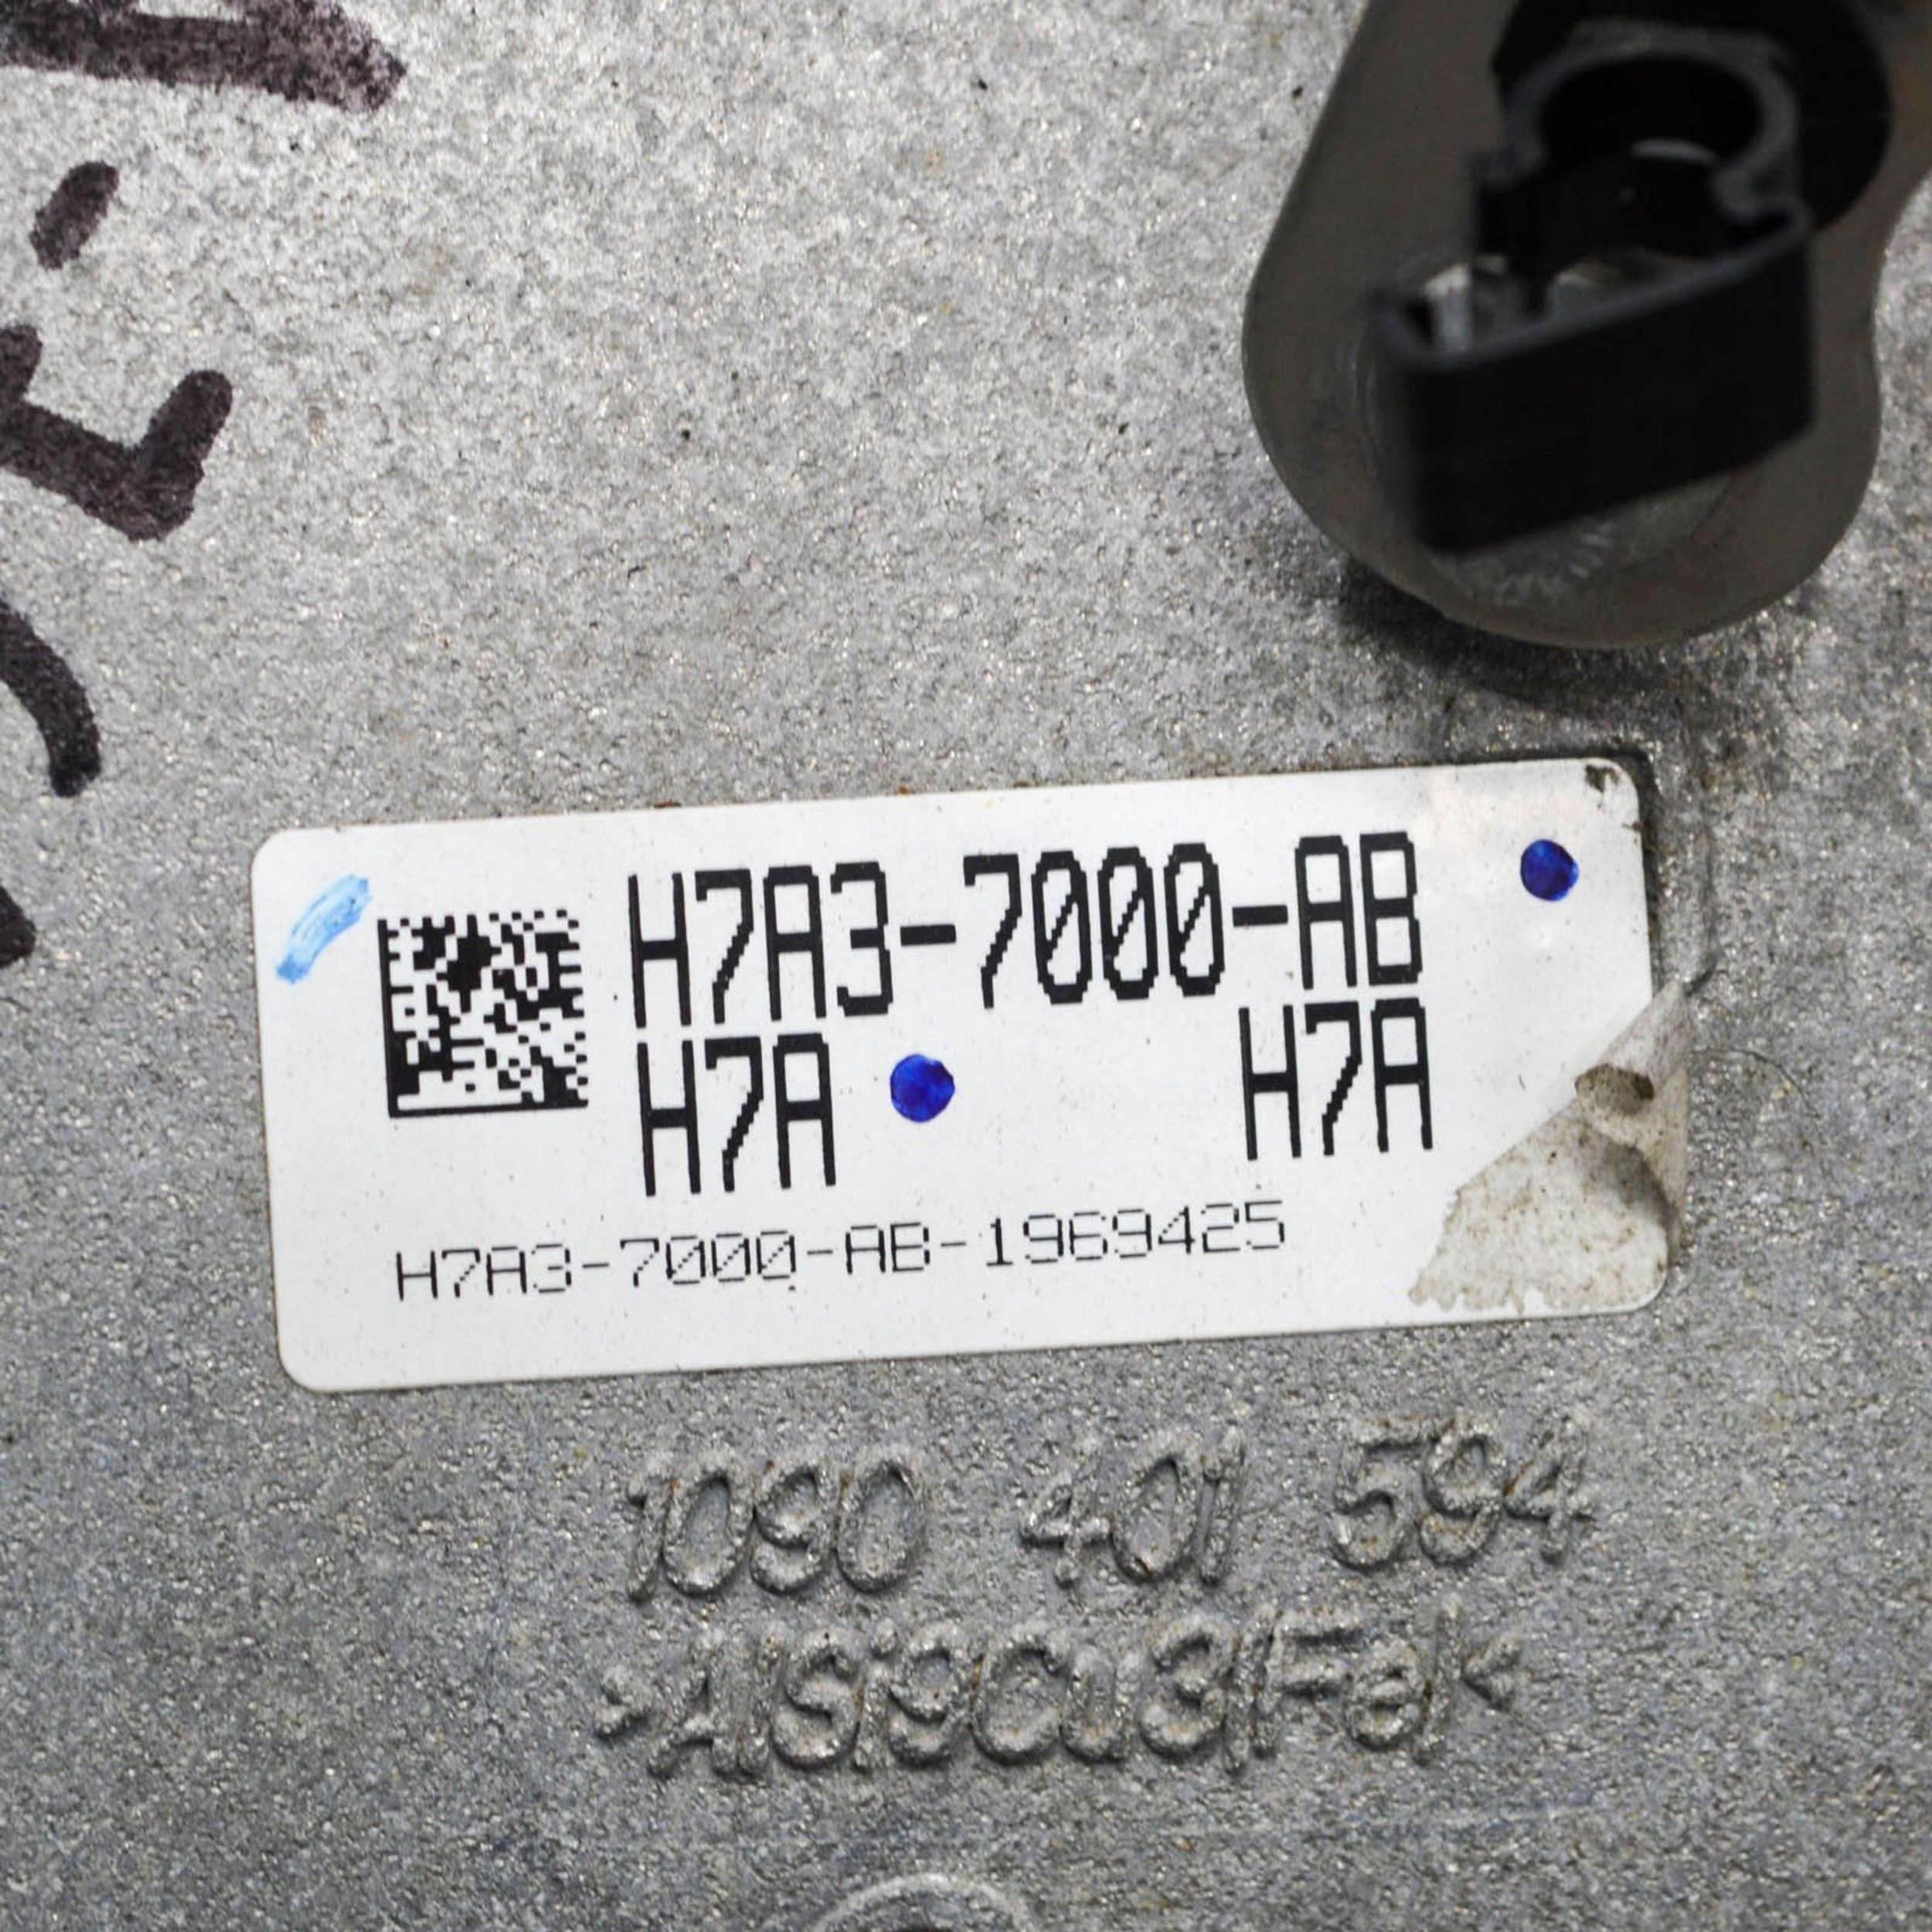 H7A3-7000-AB
H7A H7A
H7A3-7000-AB-1969425
1090 401 594
>AlSi9Cu3(Fe)<